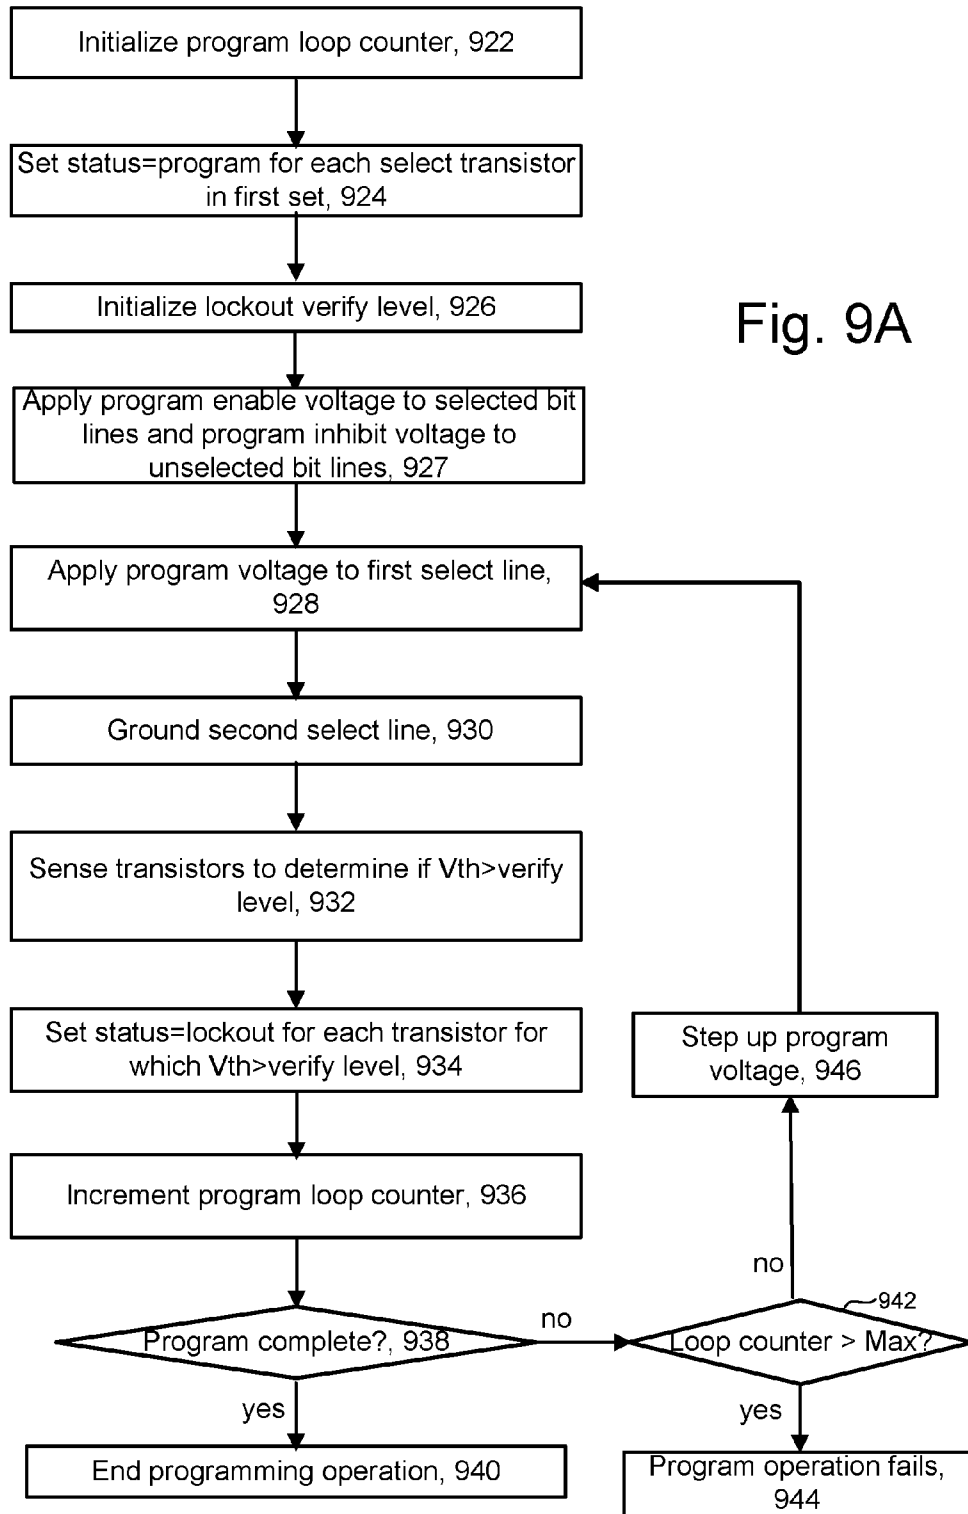 Initialize program loop counter, 922
Set status=program for each select transistor
in first set, 924
Initialize lockout verify level, 926
Fig. 9A
Apply program enable voltage to selected bit
lines and program inhibit voltage to
unselected bit lines, 927
Apply program voltage to first select line,
928
Ground second select line, 930
Sense transistors to determine if Vth>verify
level, 932
Set status=lockout for each transistor for
which Vth>verify level, 934
Step up program
voltage, 946
Increment program loop counter, 936
no
942
Program complete?, 938
no
Loop counter > Max?
yes
yes
End programming operation, 940
Program operation fails,
944